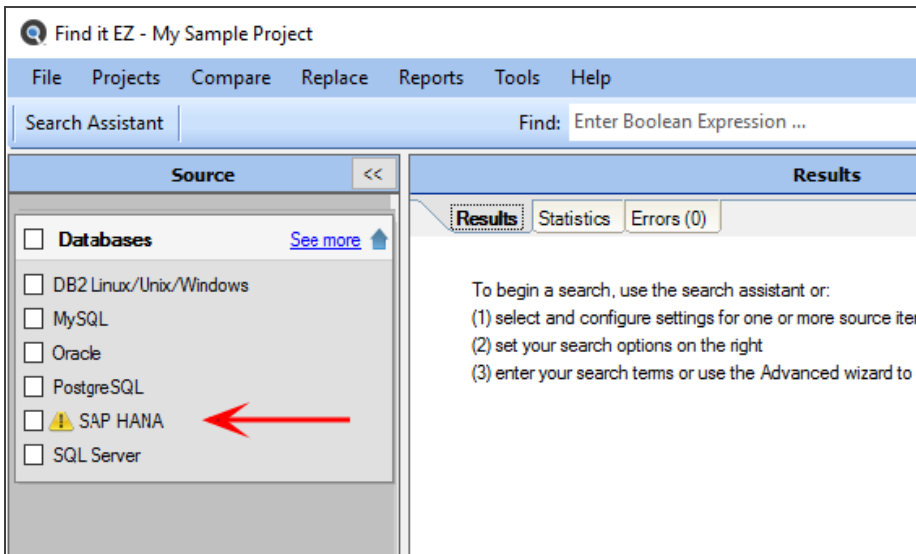 Find it EZ - My Sample Project
File Projects Compare Replace Reports Tools Help
Search Assistant Find: Enter Boolean Expression ...
Source <<
Databases See more
DB2 Linux/Unix/Windows
MySQL
Oracle
PostgreSQL
SAP HANA
SQL Server
Results
Results Statistics Errors (0)
To begin a search, use the search assistant or:
(1) select and configure settings for one or more source
(2) set your search options on the right
(3) enter your search terms or use the Advanced wizard to